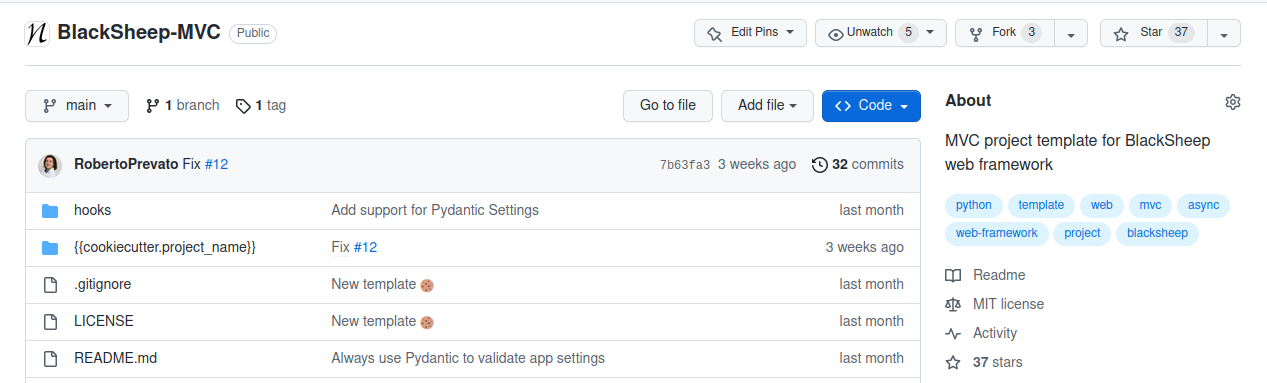 BlackSheep-MVC Public Edit Pins Unwatch 5 Fork 3 Star 37
main 1 branch 1 tag Go to file Add file Code
About
MVC project template for BlackSheep
web framework
python template web mvc async
web-framework project blacksheep
Readme
MIT license
Activity
37 stars
RobertoPrevato Fix #12 7b63fa3 3 weeks ago 32 commits
hooks Add support for Pydantic Settings last month
{{cookiecutter.project_name}} Fix #12 3 weeks ago
.gitignore New template 🍪 last month
LICENSE New template 🍪 last month
README.md Always use Pydantic to validate app settings last month